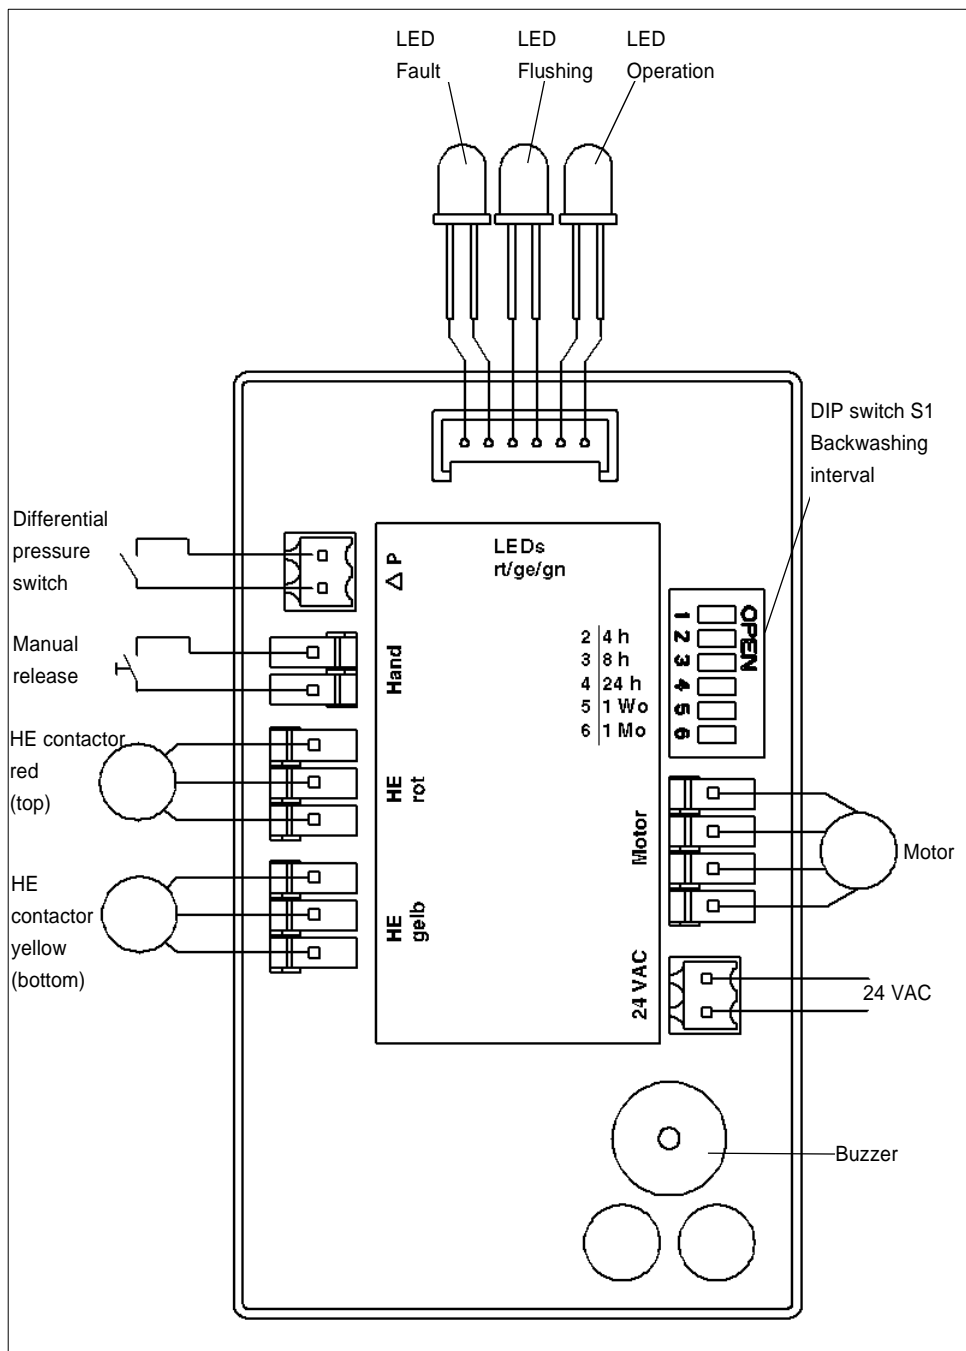 LED
Fault
LED
Flushing
LED
Operation
DIP switch S1
Backwashing
interval
Differential
pressure
switch
Manual
release
HE contactor
red
(top)
HE
contactor
yellow
(bottom)
LEDs
rt/ge/gn
△ P
Hand
HE
rot
HE
gelb
2 4 h
3 8 h
4 24 h
5 1 Wo
6 1 Mo
OPEN
1 2 3 4 5 6
Motor
24 VAC
Motor
24 VAC
Buzzer